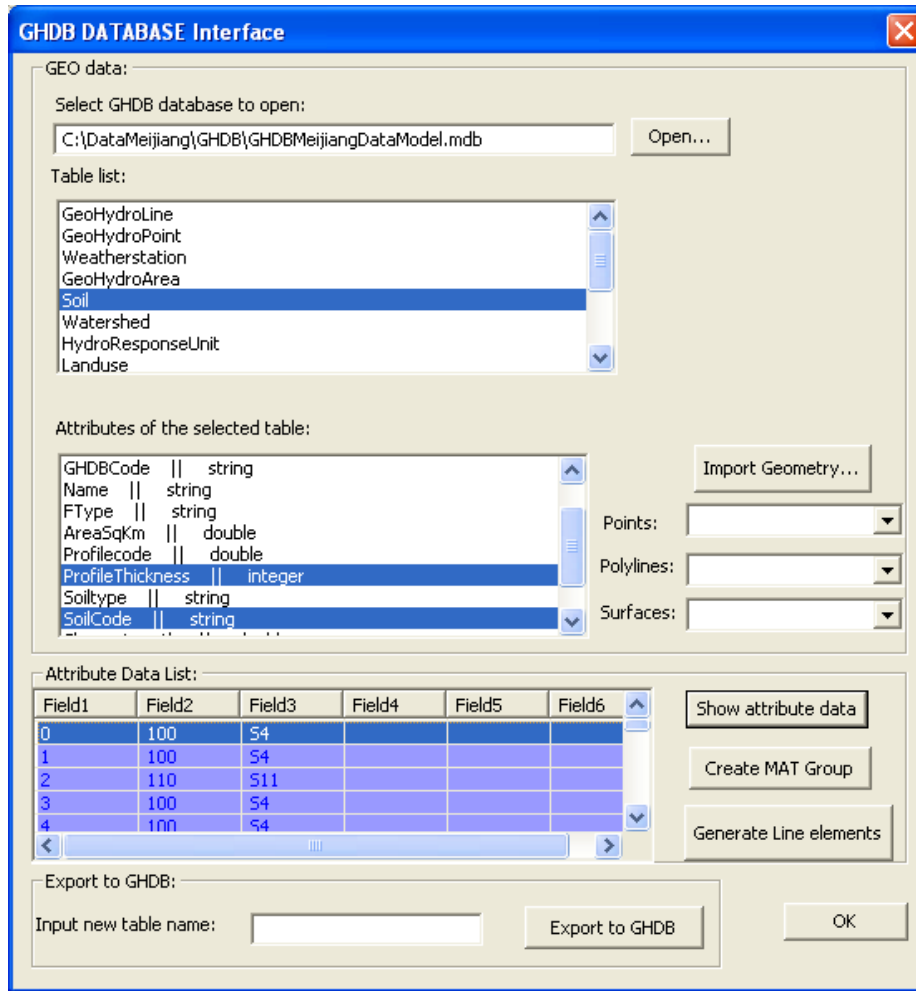 GHDB DATABASE Interface
GEO data:
Select GHDB database to open:
C:\DataMeijiang\GHDB\GHDBMeijiangDataModel.mdb
Open...
Table list:
GeoHydroLine
GeoHydroPoint
Weatherstation
GeoHydroArea
Soil
Watershed
HydroResponseUnit
Landuse
Attributes of the selected table:
GHDBCode || string
Name || string
FType || string
AreaSqKm || double
Profilecode || double
ProfileThickness || integer
Soiltype || string
SoilCode || string
Import Geometry...
Points:
Polylines:
Surfaces:
Attribute Data List:
Field1 Field2 Field3 Field4 Field5 Field6
0 100 S4
1 100 S4
2 110 S11
3 100 S4
4 100 S4
Show attribute data
Create MAT Group
Generate Line elements
Export to GHDB:
Input new table name:
Export to GHDB
OK